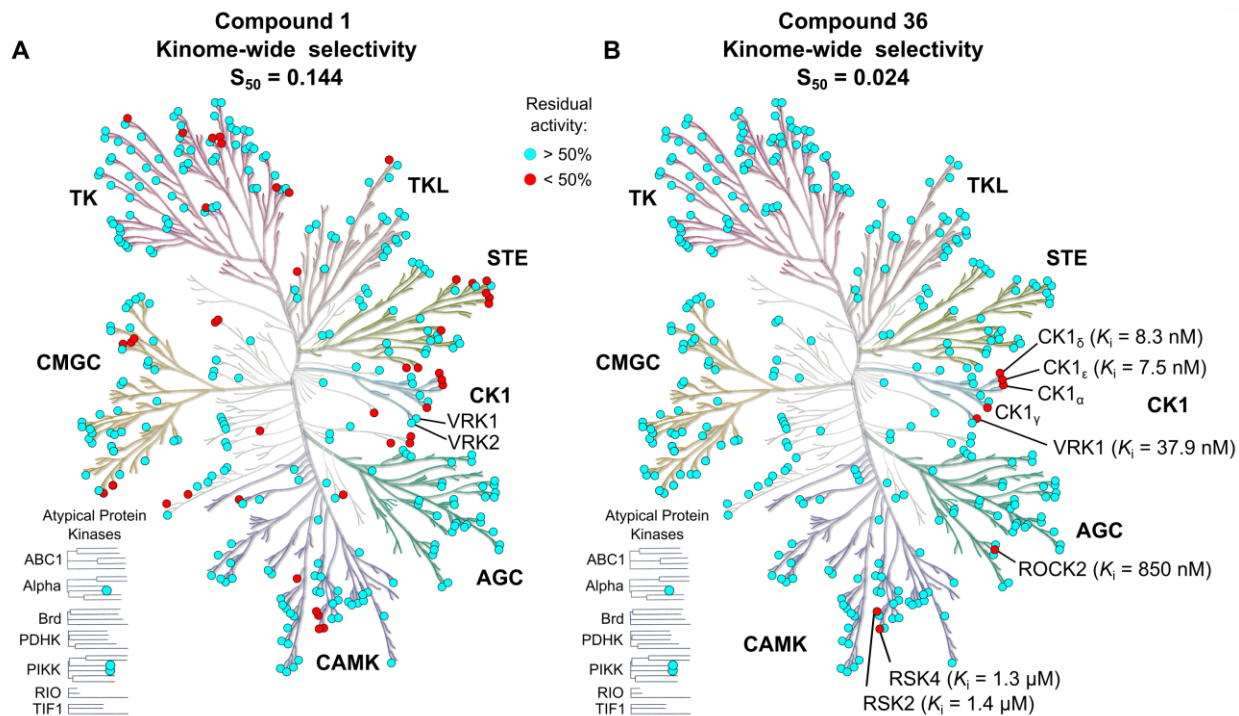 Compound 1
Kinome-wide selectivity
S₅₀ = 0.144
A
Residual
activity:
> 50%
< 50%
TK
TKL
STE
CMGC
CK1
VRK1
VRK2
AGC
CAMK
Atypical Protein
Kinases
ABC1
Alpha
Brd
PDHK
PIKK
RIO
TIF1
Compound 36
Kinome-wide selectivity
S₅₀ = 0.024
B
TK
TKL
STE
CMGC
CK1δ (Ki = 8.3 nM)
CK1ε (Ki = 7.5 nM)
CK1α
CK1
CK1γ
VRK1 (Ki = 37.9 nM)
AGC
ROCK2 (Ki = 850 nM)
CAMK
RSK4 (Ki = 1.3 µM)
RSK2 (Ki = 1.4 µM)
Atypical Protein
Kinases
ABC1
Alpha
Brd
PDHK
PIKK
RIO
TIF1